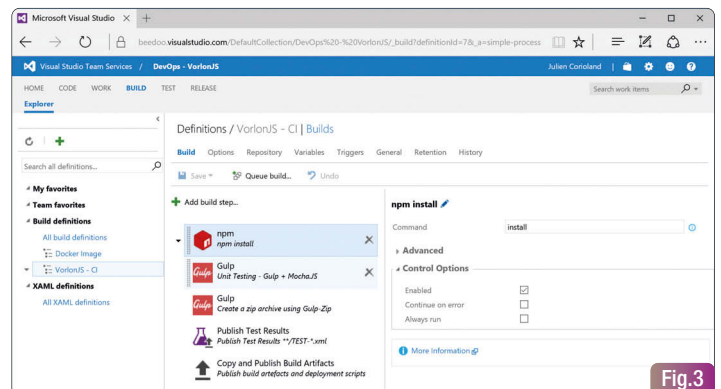 Microsoft Visual Studio
beedoo.visualstudio.com/DefaultCollection/DevOps%20-%20VorlonJS/_build?definitionId=7&_a=simple-process
Visual Studio Team Services / DevOps - VorlonJS
Julien Corioland
HOME CODE WORK BUILD TEST RELEASE
Search work items
Explorer
Definitions / VorlonJS - CI | Builds
Build Options Repository Variables Triggers General Retention History
Search all definitions...
Save Queue build... Undo
My favorites
Team favorites
Build definitions
All build definitions
Docker Image
VorlonJS - CI
XAML definitions
All XAML definitions
Add build step...
npm
npm install
Gulp
Gulp
Unit Testing - Gulp + MochaJS
Gulp
Gulp
Create a zip archive using Gulp-Zip
Publish Test Results
Publish Test Results **/TEST-*.xml
Copy and Publish Build Artifacts
Publish build artefacts and deployment scripts
npm install
Command install
Advanced
Control Options
Enabled
Continue on error
Always run
More Information
Fig.3